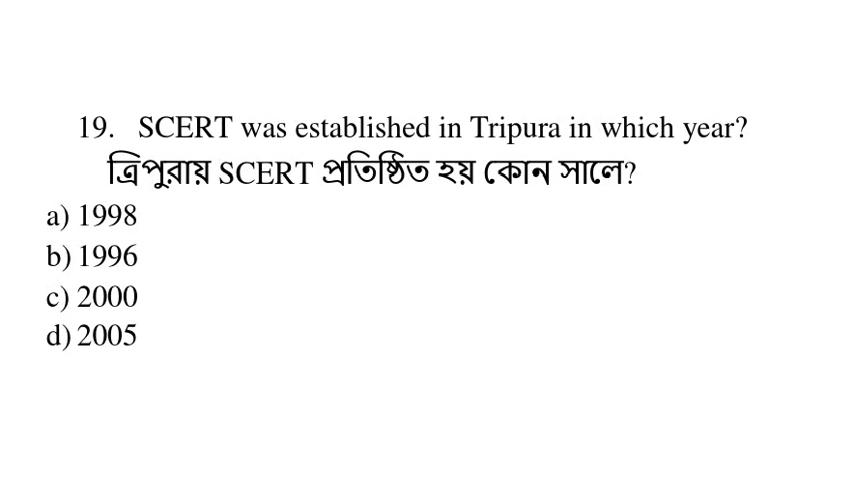 19. SCERT was established in Tripura in which year?
ত্রিপুরায় SCERT প্রতিষ্ঠিত হয় কোন সালে?
a) 1998
b) 1996
c) 2000
d) 2005